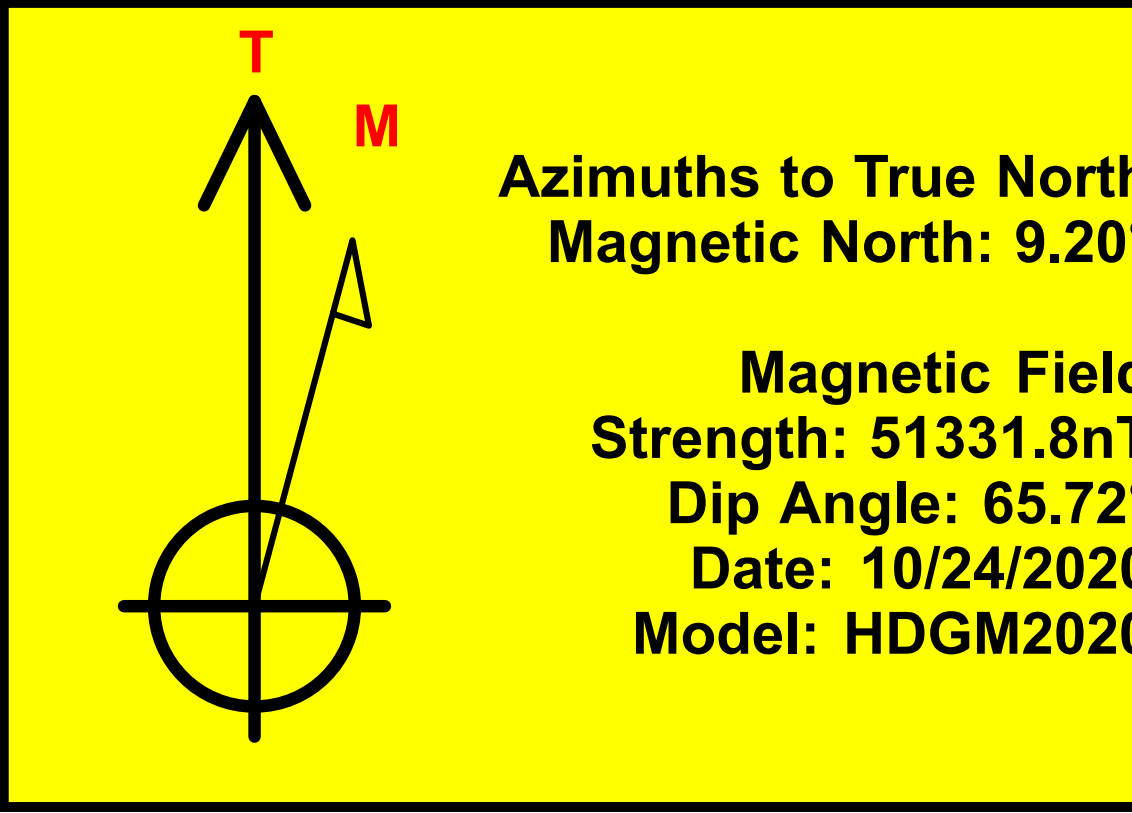 T
M
Azimuths to True North
Magnetic North: 9.20°
Magnetic Field
Strength: 51331.8nT
Dip Angle: 65.72°
Date: 10/24/2020
Model: HDGM2020